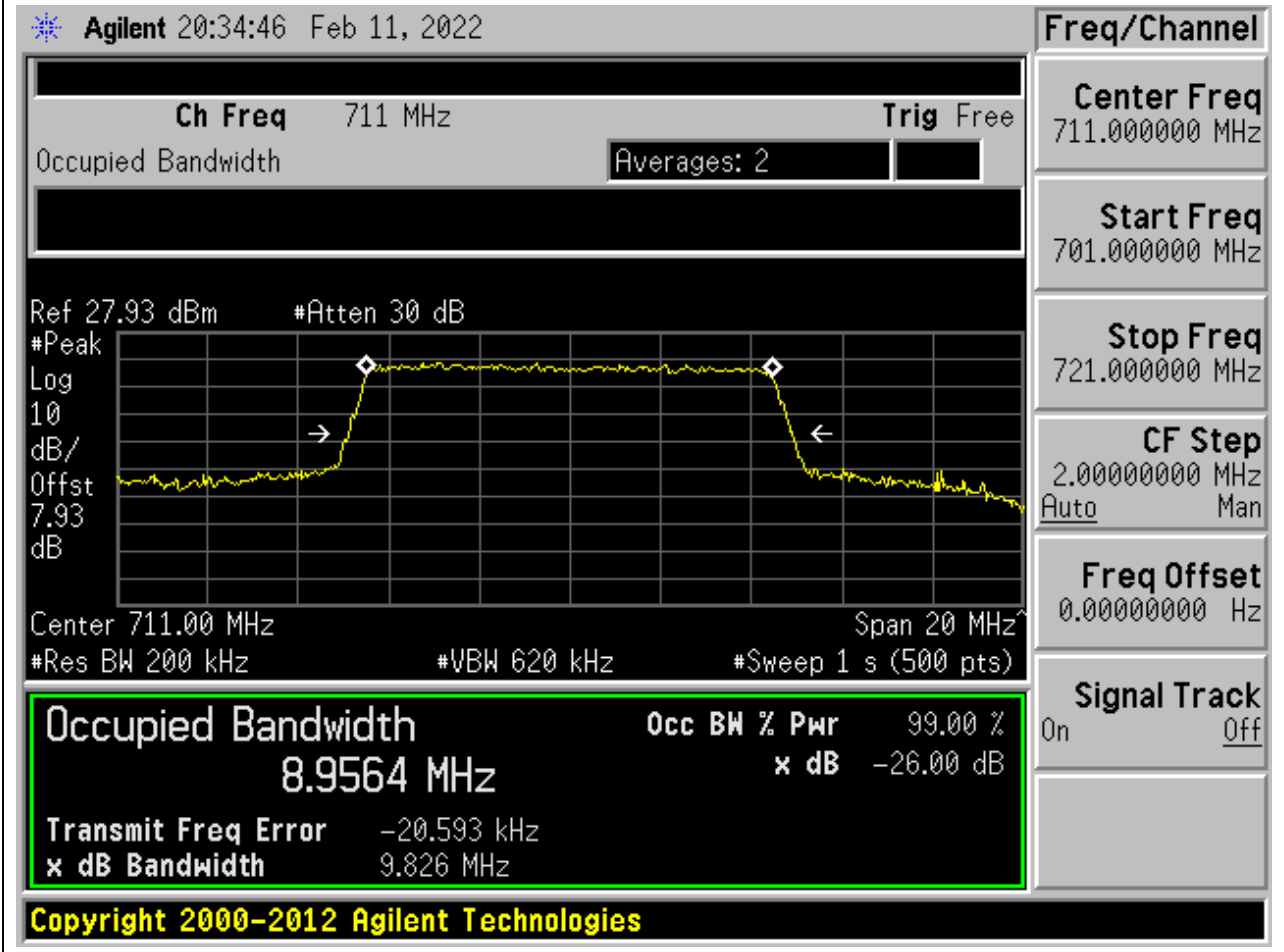 Agilent 20:34:46 Feb 11, 2022
Freq/Channel
Ch Freq 711 MHz Trig Free
Occupied Bandwidth Averages: 2
Ref 27.93 dBm #Atten 30 dB
#Peak
Log
10
dB/
Offst
7.93
dB
Center 711.00 MHz Span 20 MHz^
#Res BW 200 kHz #VBW 620 kHz #Sweep 1 s (500 pts)
Occupied Bandwidth Occ BW % Pwr 99.00 %
8.9564 MHz x dB -26.00 dB
Transmit Freq Error -20.593 kHz
x dB Bandwidth 9.826 MHz
Center Freq
711.000000 MHz
Start Freq
701.000000 MHz
Stop Freq
721.000000 MHz
CF Step
2.00000000 MHz
Auto Man
Freq Offset
0.00000000 Hz
Signal Track
On Off
Copyright 2000-2012 Agilent Technologies